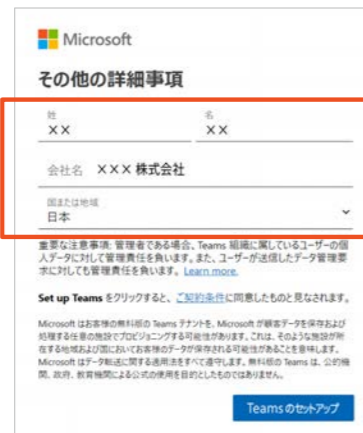 Microsoft
その他の詳細事項
姓 名
×× ××
会社名 ×××株式会社
国または地域
日本
重要な注意事項: 管理者である場合、Teams 組織に属しているユーザーの個
人データに対して管理責任を負います。また、ユーザーが送信したデータ管理要
求に対しても管理責任を負います。 Learn more.
Set up Teams をクリックすると、ご契約条件に同意したものと見なされます。
Microsoft はお客様の無料版の Teams テナントを、Microsoft が顧客データを保存および
処理する任意の施設でプロビジョニングする可能性があります。これは、そのような施設が所
在する地域および国においてお客様のデータが保存される可能性があることを意味します。
Microsoft はデータ転送に関する適用法をすべて遵守します。無料版の Teams は、公的機
関、政府、教育機関による公式の使用を目的としたものではありません。
Teams のセットアップ